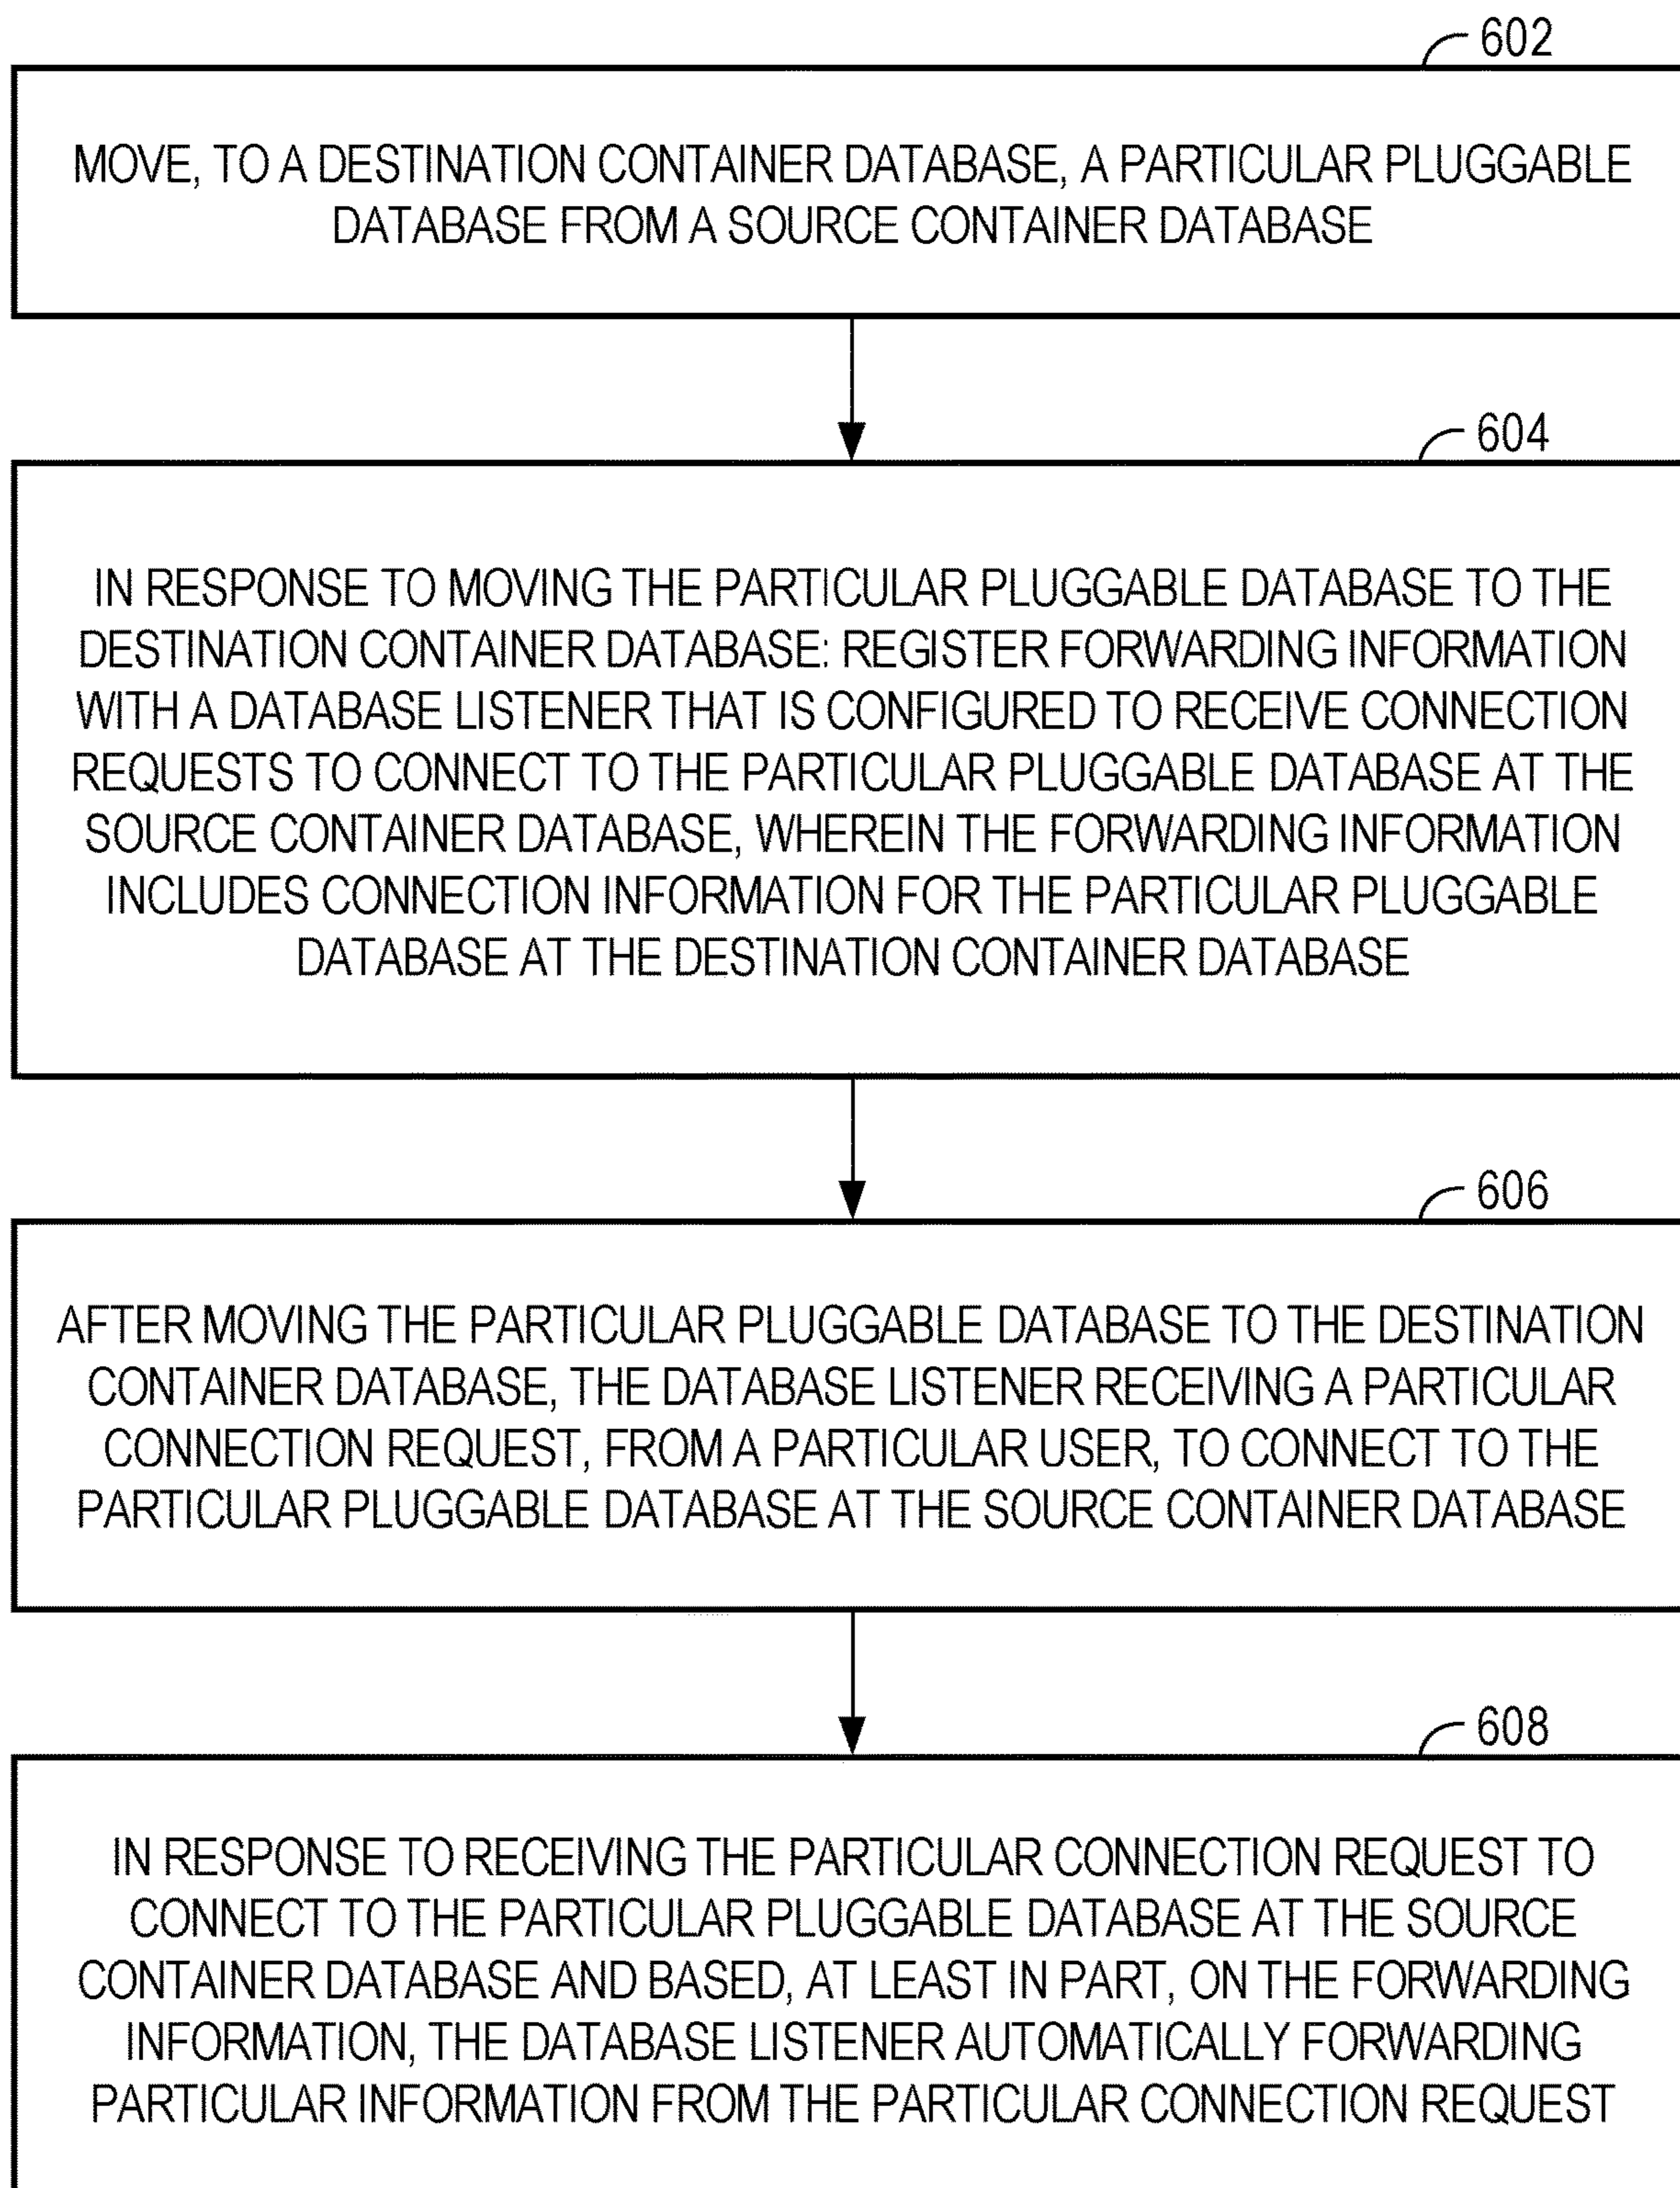 602
MOVE, TO A DESTINATION CONTAINER DATABASE, A PARTICULAR PLUGGABLE
DATABASE FROM A SOURCE CONTAINER DATABASE
604
IN RESPONSE TO MOVING THE PARTICULAR PLUGGABLE DATABASE TO THE
DESTINATION CONTAINER DATABASE: REGISTER FORWARDING INFORMATION
WITH A DATABASE LISTENER THAT IS CONFIGURED TO RECEIVE CONNECTION
REQUESTS TO CONNECT TO THE PARTICULAR PLUGGABLE DATABASE AT THE
SOURCE CONTAINER DATABASE, WHEREIN THE FORWARDING INFORMATION
INCLUDES CONNECTION INFORMATION FOR THE PARTICULAR PLUGGABLE
DATABASE AT THE DESTINATION CONTAINER DATABASE
606
AFTER MOVING THE PARTICULAR PLUGGABLE DATABASE TO THE DESTINATION
CONTAINER DATABASE, THE DATABASE LISTENER RECEIVING A PARTICULAR
CONNECTION REQUEST, FROM A PARTICULAR USER, TO CONNECT TO THE
PARTICULAR PLUGGABLE DATABASE AT THE SOURCE CONTAINER DATABASE
608
IN RESPONSE TO RECEIVING THE PARTICULAR CONNECTION REQUEST TO
CONNECT TO THE PARTICULAR PLUGGABLE DATABASE AT THE SOURCE
CONTAINER DATABASE AND BASED, AT LEAST IN PART, ON THE FORWARDING
INFORMATION, THE DATABASE LISTENER AUTOMATICALLY FORWARDING
PARTICULAR INFORMATION FROM THE PARTICULAR CONNECTION REQUEST